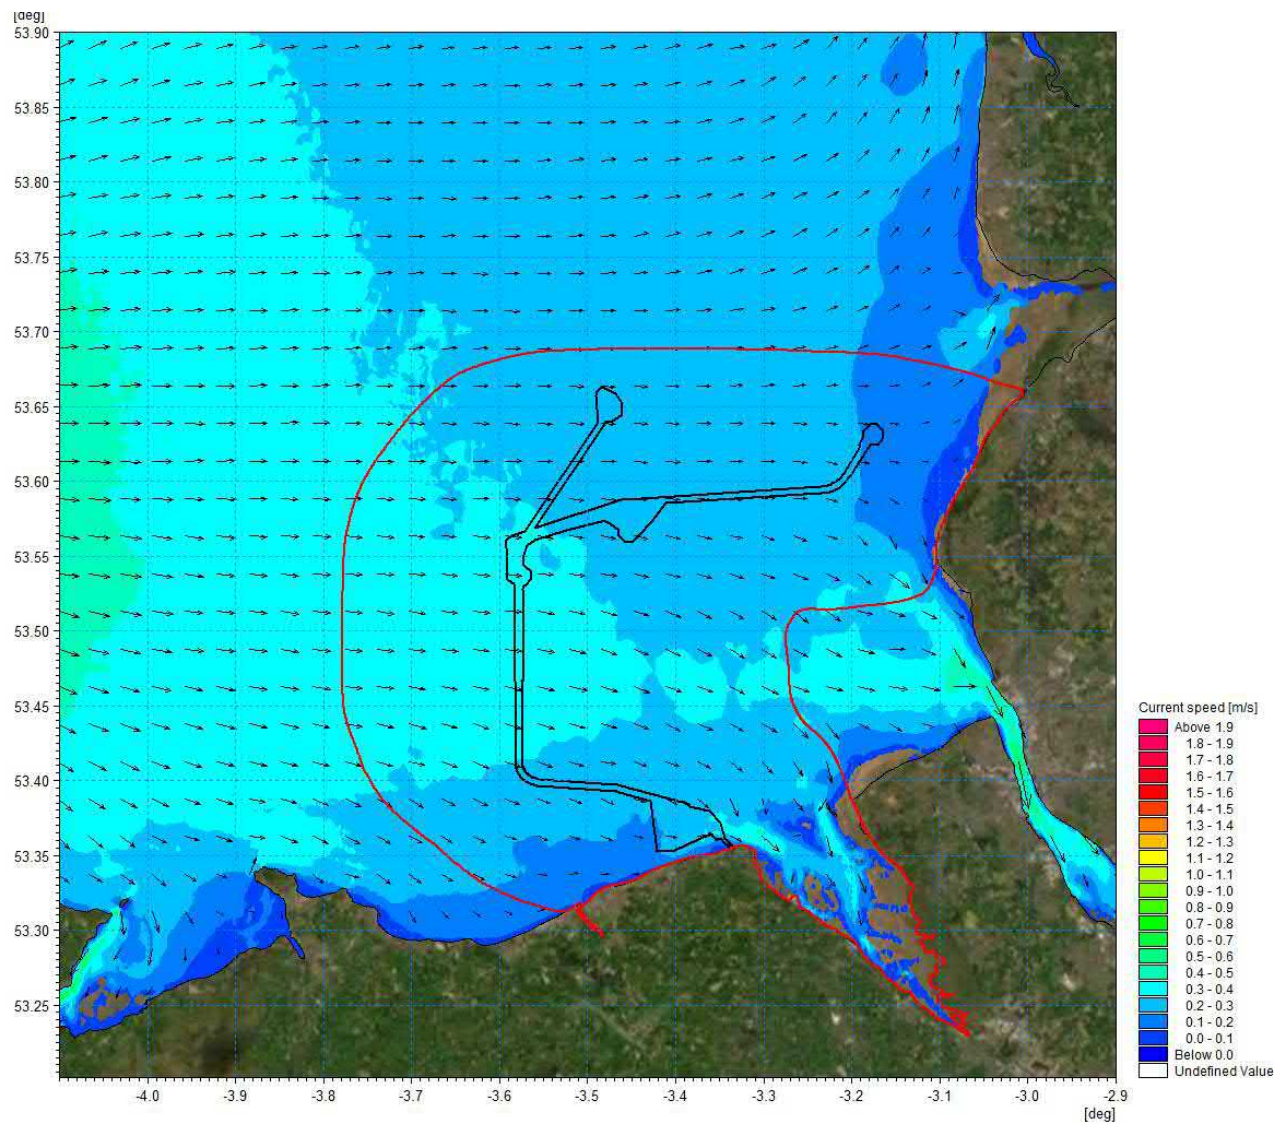 [deg]
53.90
53.85
53.80
53.75
53.70
53.65
53.60
53.55
53.50
53.45
53.40
53.35
53.30
53.25
-4.0 -3.9 -3.8 -3.7 -3.6 -3.5 -3.4 -3.3 -3.2 -3.1 -3.0 -2.9
[deg]
Current speed [m/s]
Above 1.9
1.8 - 1.9
1.7 - 1.8
1.6 - 1.7
1.5 - 1.6
1.4 - 1.5
1.3 - 1.4
1.2 - 1.3
1.1 - 1.2
1.0 - 1.1
0.9 - 1.0
0.8 - 0.9
0.7 - 0.8
0.6 - 0.7
0.5 - 0.6
0.4 - 0.5
0.3 - 0.4
0.2 - 0.3
0.1 - 0.2
0.0 - 0.1
Below 0.0
Undefined Value